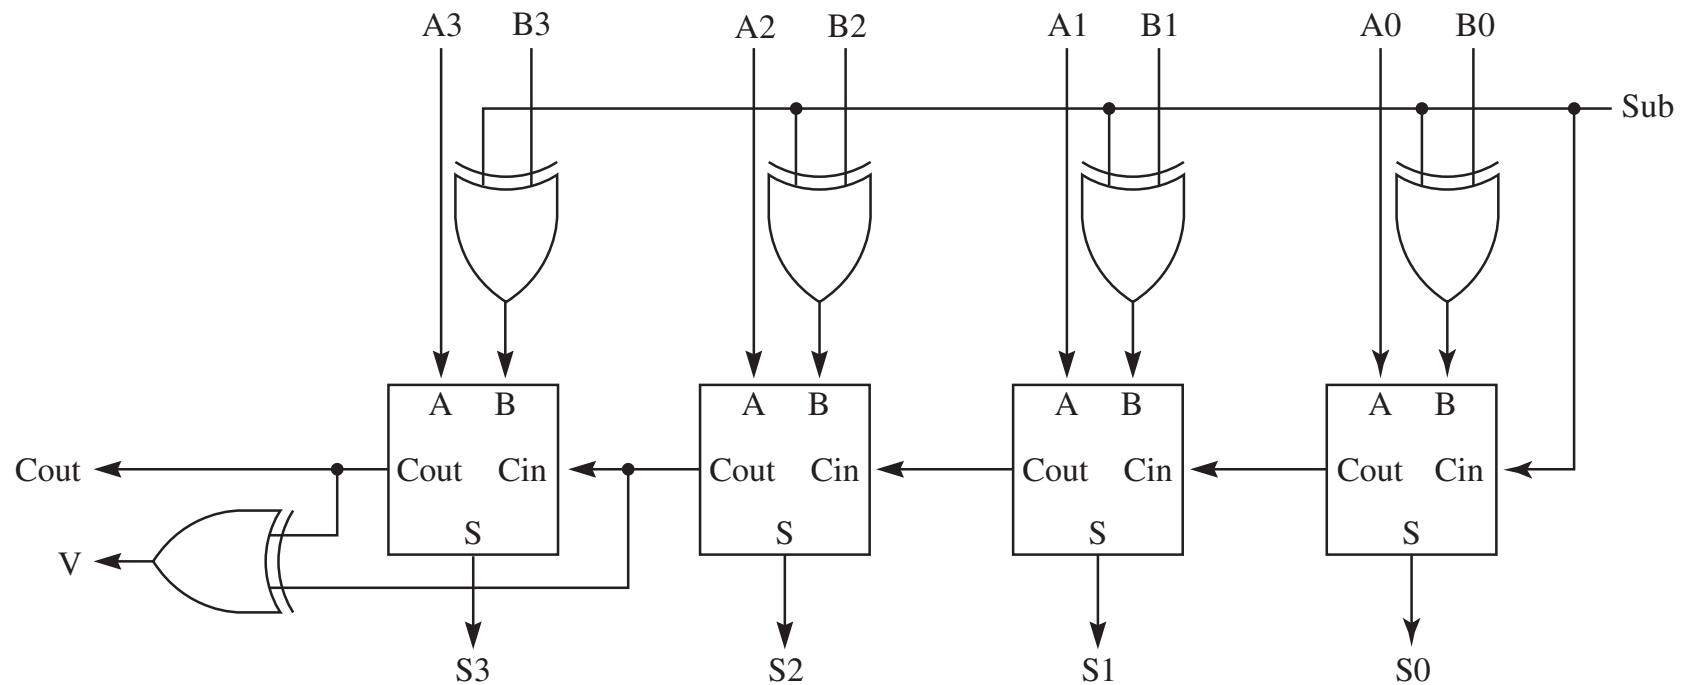 A3 B3 A2 B2 A1 B1 A0 B0
Sub
A B A B A B A B
Cout Cout Cin Cout Cin Cout Cin Cout Cin
S S S S
V
S3 S2 S1 S0